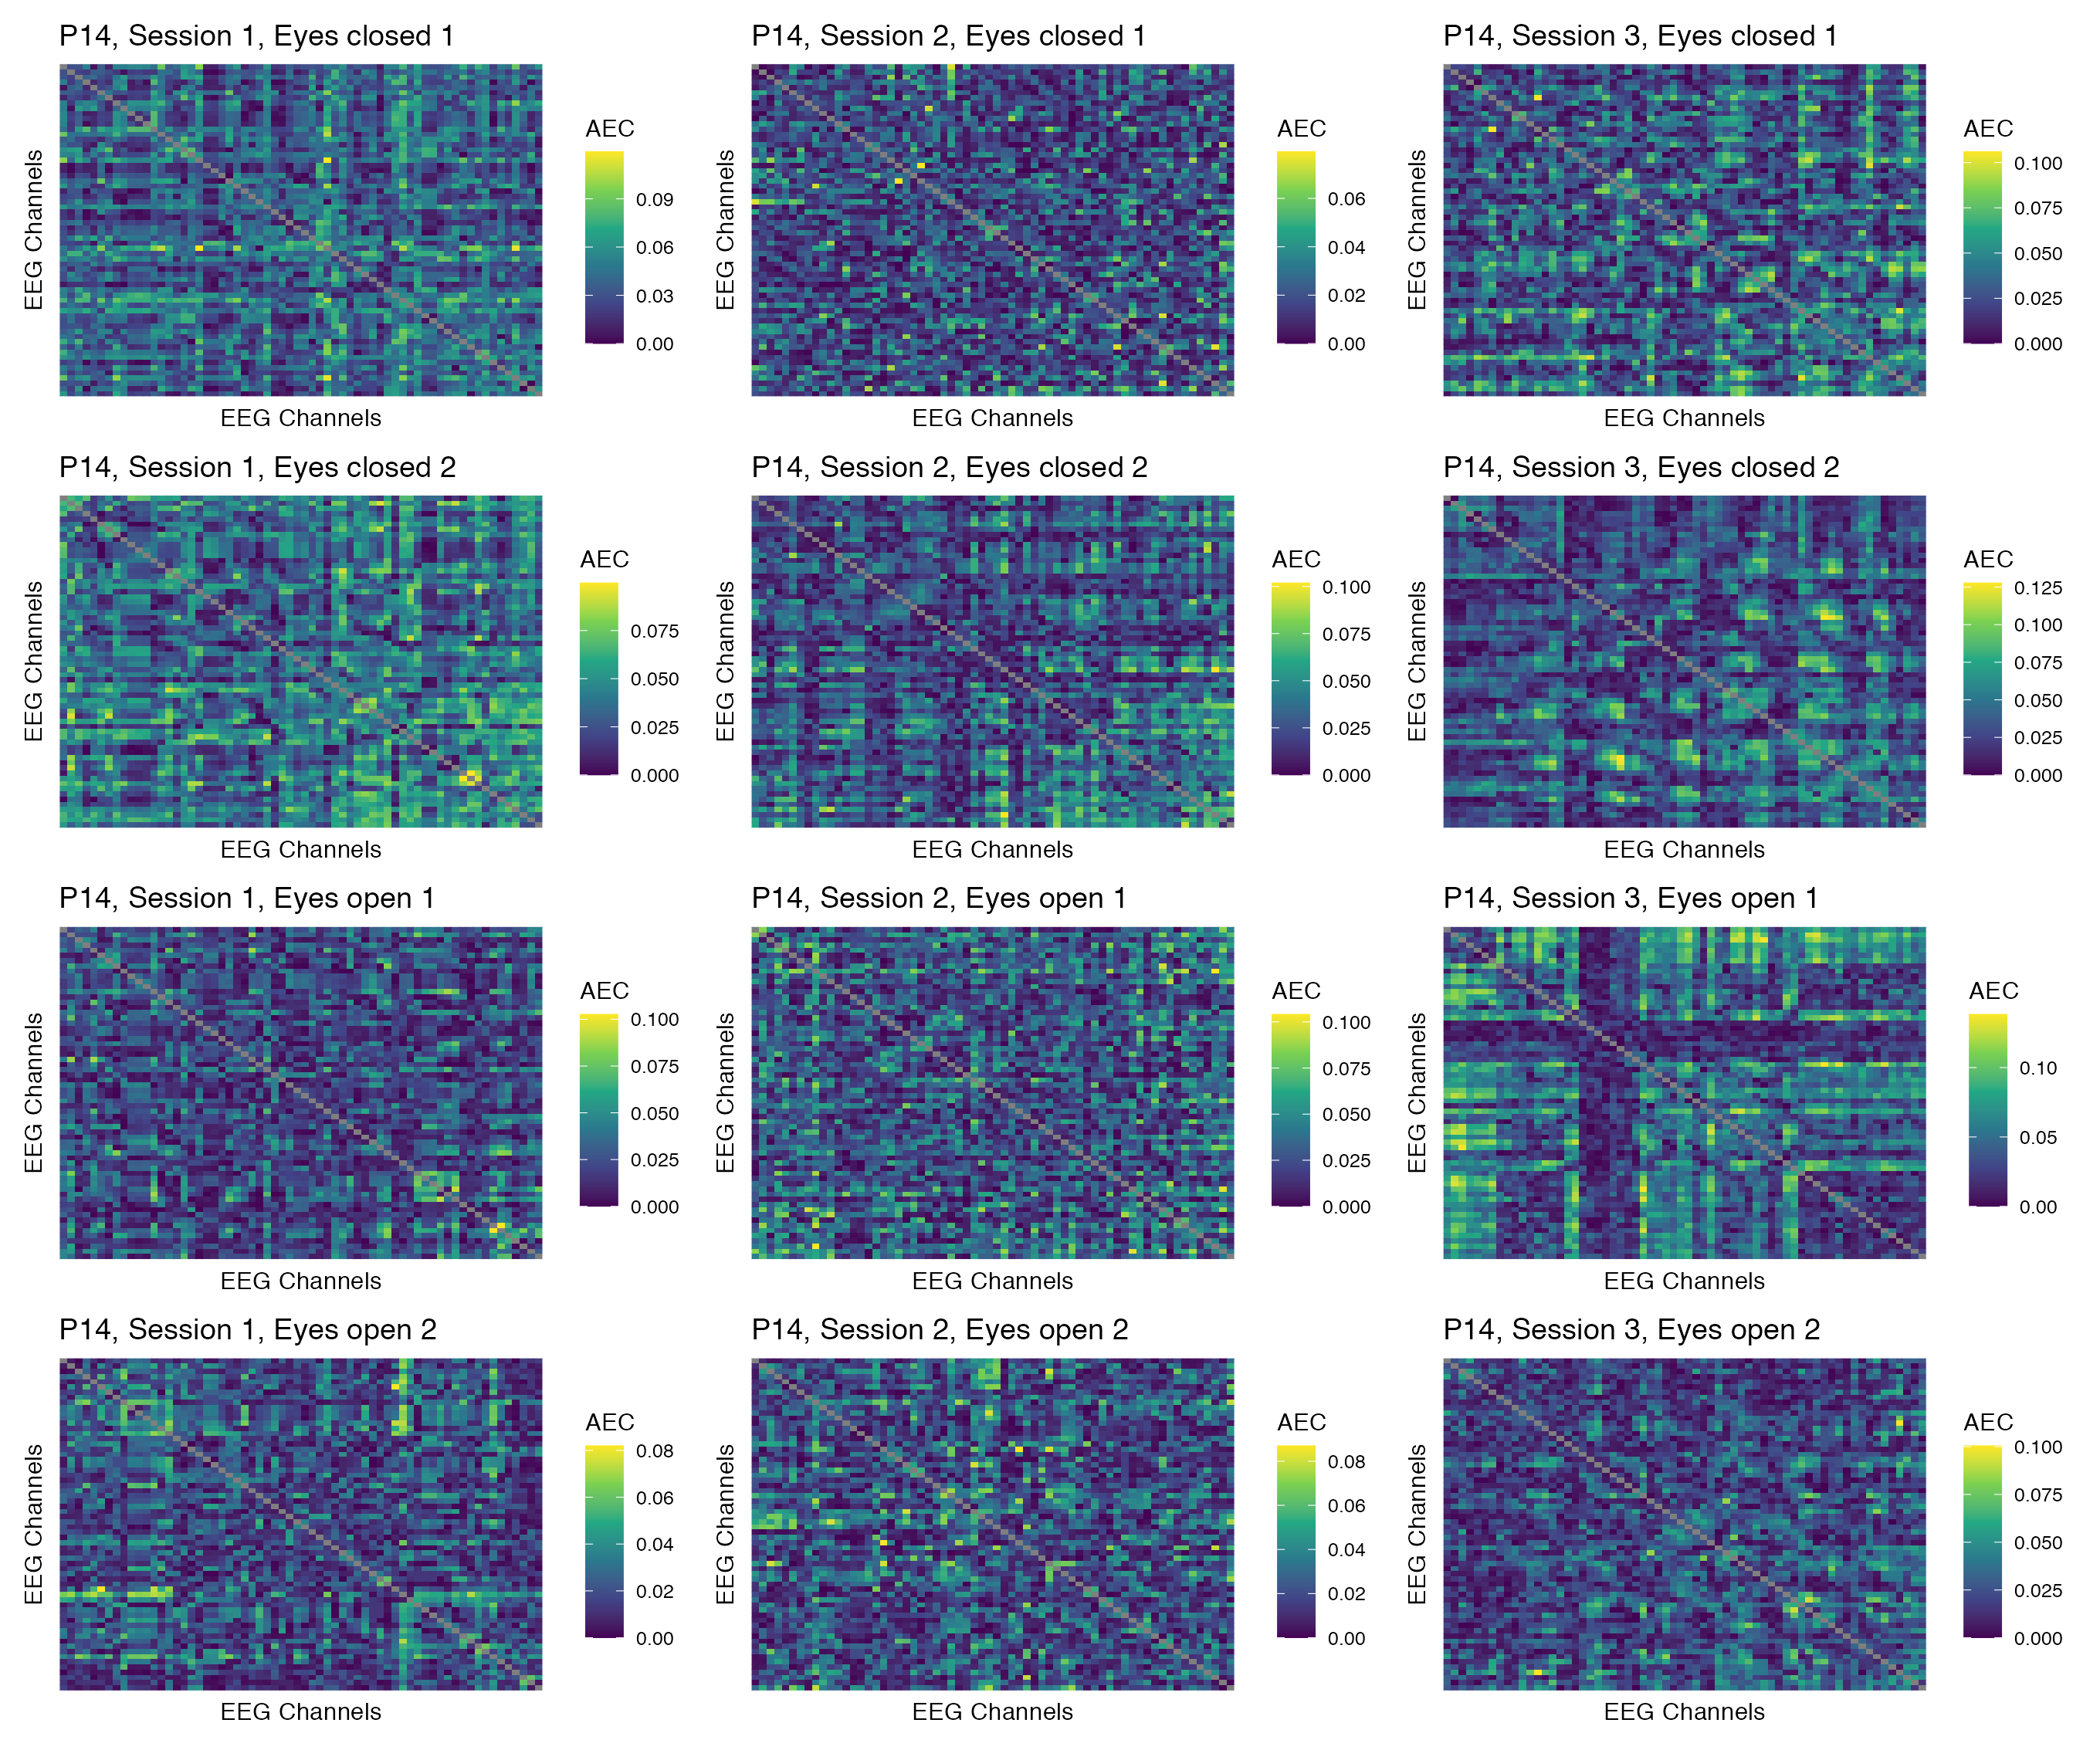 P14, Session 1, Eyes closed 1
EEG Channels
EEG Channels
AEC
0.09
0.06
0.03
0.00
P14, Session 2, Eyes closed 1
EEG Channels
EEG Channels
AEC
0.06
0.04
0.02
0.00
P14, Session 3, Eyes closed 1
EEG Channels
EEG Channels
AEC
0.100
0.075
0.050
0.025
0.000
P14, Session 1, Eyes closed 2
EEG Channels
EEG Channels
AEC
0.075
0.050
0.025
0.000
P14, Session 2, Eyes closed 2
EEG Channels
EEG Channels
AEC
0.100
0.075
0.050
0.025
0.000
P14, Session 3, Eyes closed 2
EEG Channels
EEG Channels
AEC
0.125
0.100
0.075
0.050
0.025
0.000
P14, Session 1, Eyes open 1
EEG Channels
EEG Channels
AEC
0.100
0.075
0.050
0.025
0.000
P14, Session 2, Eyes open 1
EEG Channels
EEG Channels
AEC
0.100
0.075
0.050
0.025
0.000
P14, Session 3, Eyes open 1
EEG Channels
EEG Channels
AEC
0.10
0.05
0.00
P14, Session 1, Eyes open 2
EEG Channels
EEG Channels
AEC
0.08
0.06
0.04
0.02
0.00
P14, Session 2, Eyes open 2
EEG Channels
EEG Channels
AEC
0.08
0.06
0.04
0.02
0.00
P14, Session 3, Eyes open 2
EEG Channels
EEG Channels
AEC
0.100
0.075
0.050
0.025
0.000